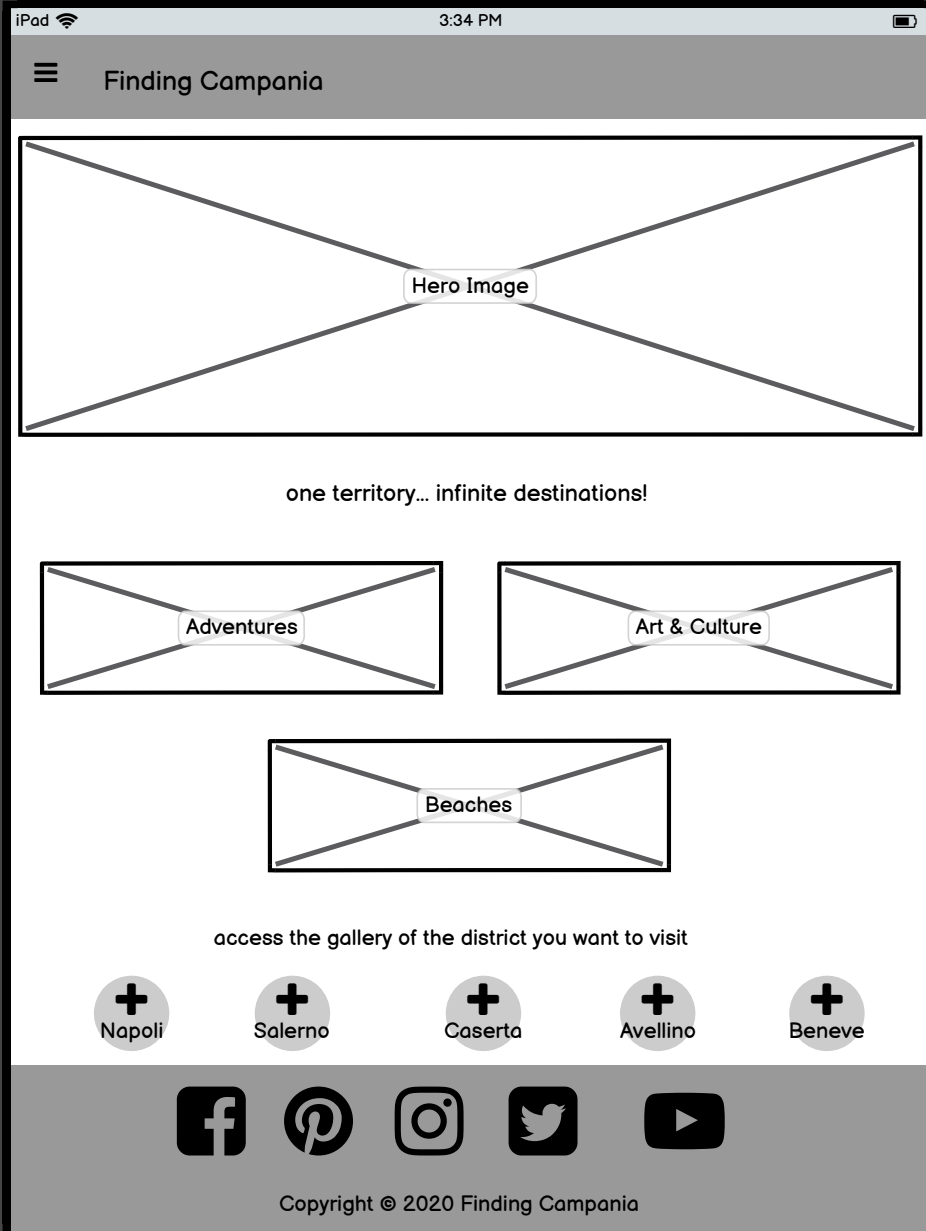 iPad 3:34 PM
Finding Campania
Hero Image
one territory... infinite destinations!
Adventures Art & Culture
Beaches
access the gallery of the district you want to visit
Napoli Salerno Caserta Avellino Beneve
Copyright © 2020 Finding Campania